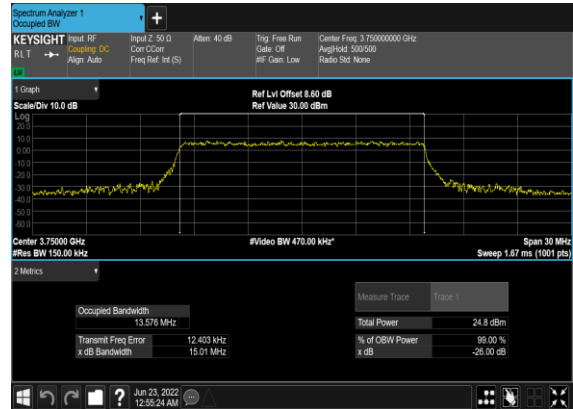 Spectrum Analyzer 1
Occupied BW
+
KEYSIGHT Input: RF Input Z: 50 Ω Atten: 40 dB Trig: Free Run Center Freq: 3.750000000 GHz
RLT Coupling: DC Corr CCorr Gate: Off Avg|Hold: 500/500
Align: Auto Freq Ref: Int (S) #IF Gain: Low Radio Std: None
LW
1 Graph Ref Lvl Offset 8.60 dB
Scale/Div 10.0 dB Ref Value 30.00 dBm
Log
20.0
10.0
0.00
-10.0
-20.0
-30.0
-40.0
-50.0
-60.0
Center 3.75000 GHz #Video BW 470.00 kHz* Span 30 MHz
#Res BW 150.00 kHz Sweep 1.67 ms (1001 pts)
2 Metrics
Measure Trace Trace 1
Occupied Bandwidth
13.576 MHz Total Power 24.8 dBm
Transmit Freq Error 12.403 kHz % of OBW Power 99.00 %
x dB Bandwidth 15.01 MHz x dB -26.00 dB
? Jun 23, 2022
12:55:24 AM